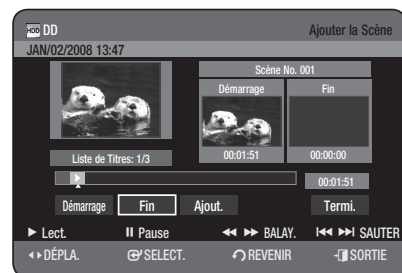 HDD DD Ajouter la Scène
JAN/02/2008 13:47
Scène No. 001
Démarrage Fin
Liste de Titres: 1/3 00:01:51 00:00:00
00:01:51
Démarrage Fin Ajout. Termi.
Lect. Pause BALAY. SAUTER
DÉPLA. SELECT. REVENIR SORTIE